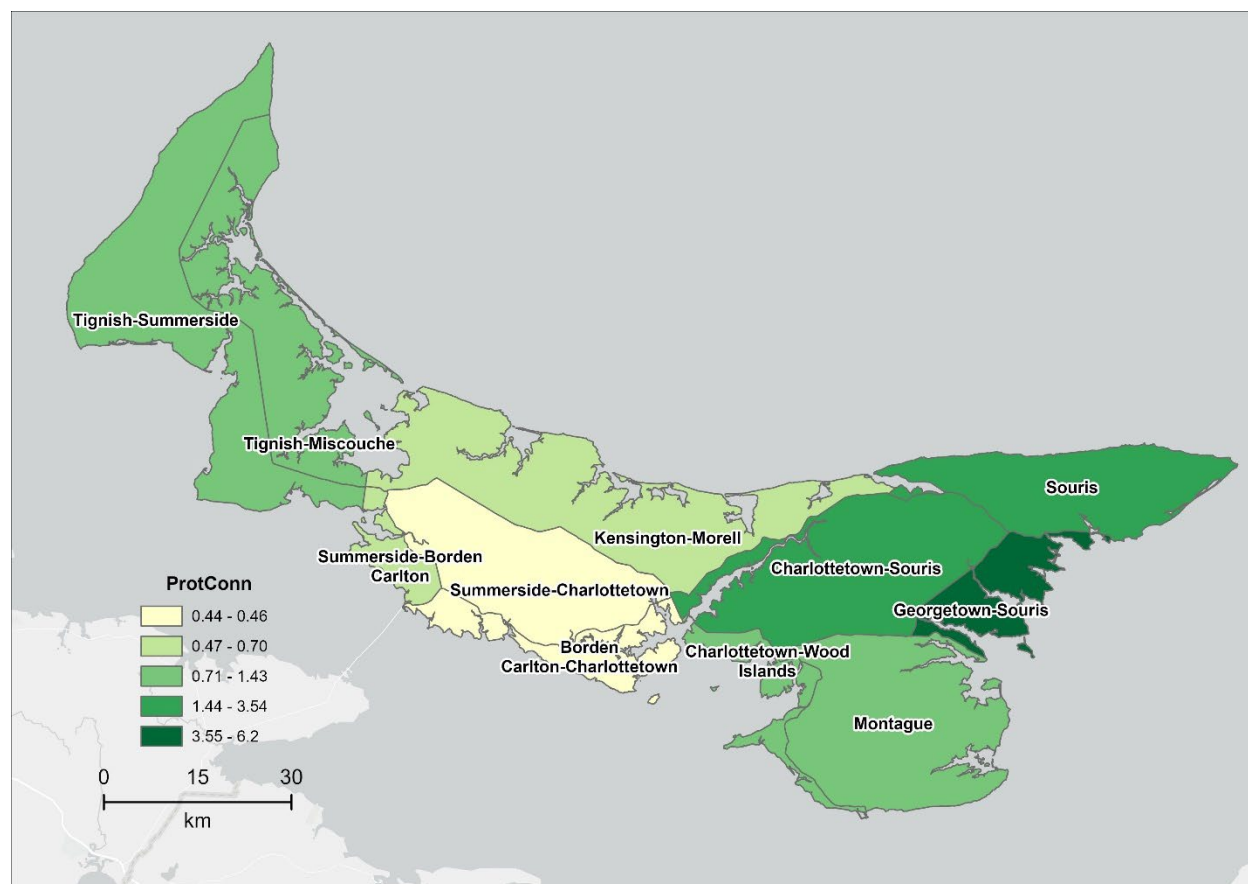 Tignish-Summerside
Tignish-Miscouche
Souris
Kensington-Morell
Summerside-Borden
Carlton
Charlottetown-Souris
Summerside-Charlottetown
Georgetown-Souris
Borden
Carlton-Charlottetown
Charlottetown-Wood
Islands
Montague
ProtConn
0.44 - 0.46
0.47 - 0.70
0.71 - 1.43
1.44 - 3.54
3.55 - 6.2
0 15 30
km